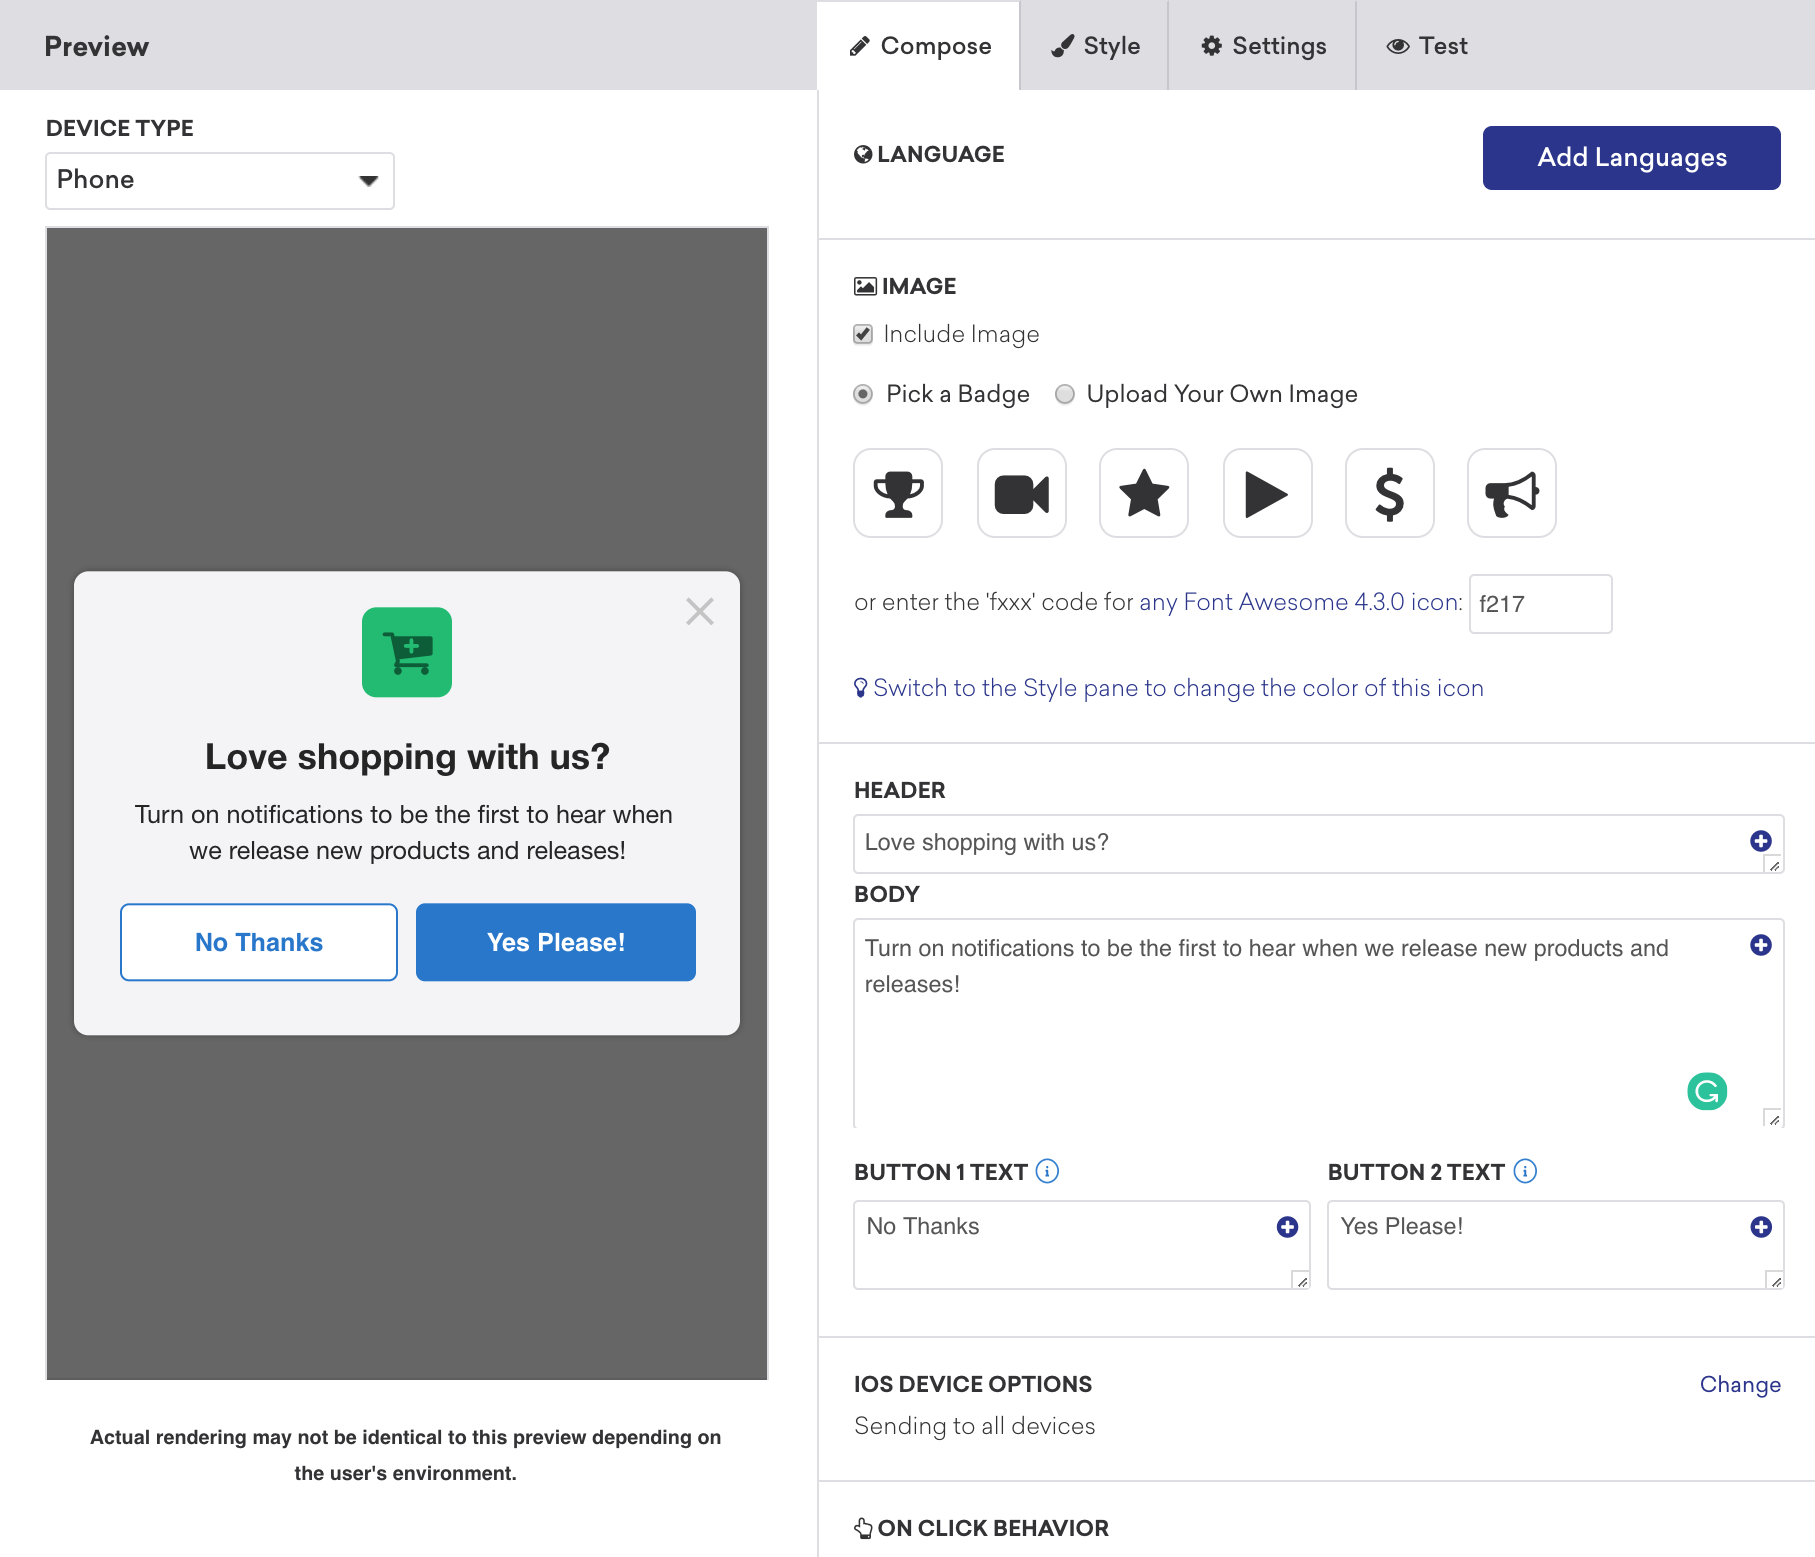 Preview
Compose
Style
Settings
Test
DEVICE TYPE
Phone
Love shopping with us?
Turn on notifications to be the first to hear when
we release new products and releases!
No Thanks
Yes Please!
Actual rendering may not be identical to this preview depending on
the user's environment.
LANGUAGE
Add Languages
IMAGE
Include Image
Pick a Badge
Upload Your Own Image
or enter the 'fxxx' code for any Font Awesome 4.3.0 icon: f217
Switch to the Style pane to change the color of this icon
HEADER
Love shopping with us?
BODY
Turn on notifications to be the first to hear when we release new products and
releases!
BUTTON 1 TEXT
BUTTON 2 TEXT
No Thanks
Yes Please!
IOS DEVICE OPTIONS
Change
Sending to all devices
ON CLICK BEHAVIOR